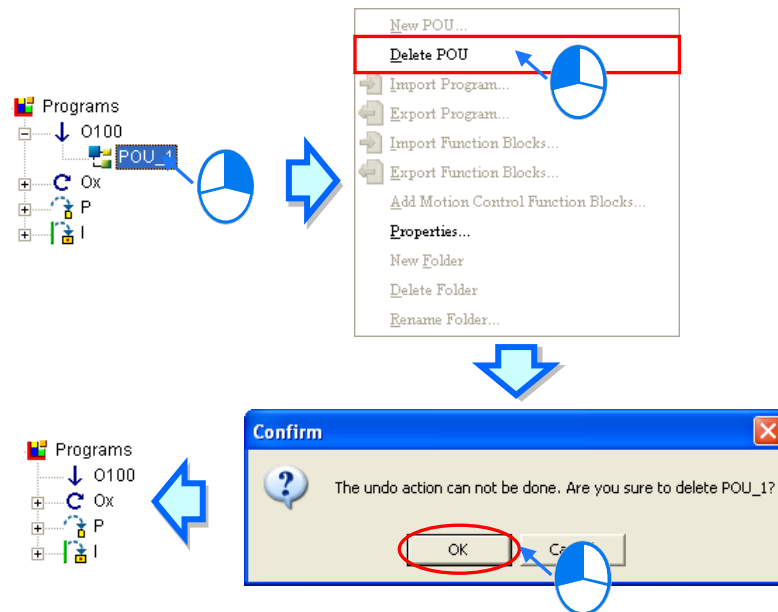 Programs
O100
POU_1
Ox
P
I
New POU...
Delete POU
Import Program...
Export Program...
Import Function Blocks...
Export Function Blocks...
Add Motion Control Function Blocks...
Properties...
New Folder
Delete Folder
Rename Folder...
Programs
O100
Ox
P
I
Confirm
The undo action can not be done. Are you sure to delete POU_1?
OK